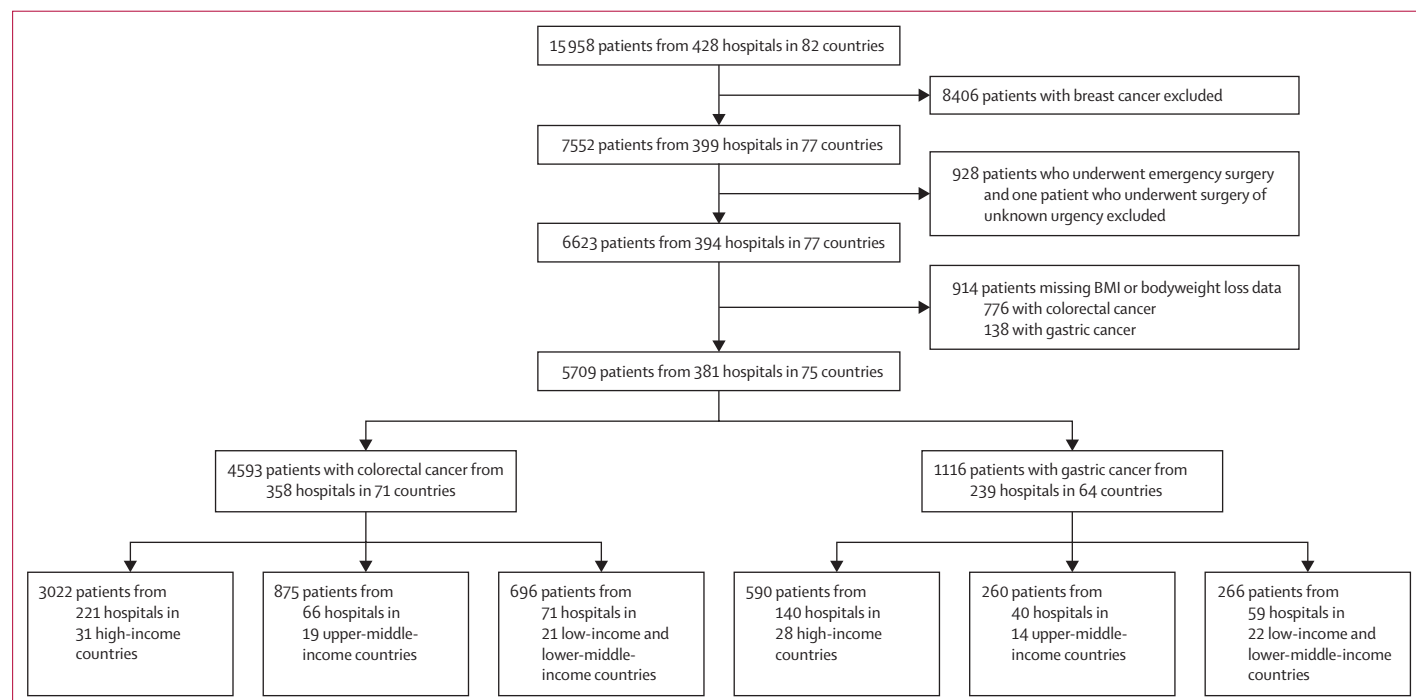 15 958 patients from 428 hospitals in 82 countries
8406 patients with breast cancer excluded
7552 patients from 399 hospitals in 77 countries
928 patients who underwent emergency surgery
and one patient who underwent surgery of
unknown urgency excluded
6623 patients from 394 hospitals in 77 countries
914 patients missing BMI or bodyweight loss data
776 with colorectal cancer
138 with gastric cancer
5709 patients from 381 hospitals in 75 countries
4593 patients with colorectal cancer from
358 hospitals in 71 countries
1116 patients with gastric cancer from
239 hospitals in 64 countries
3022 patients from
221 hospitals in
31 high-income
countries
875 patients from
66 hospitals in
19 upper-middle-
income countries
696 patients from
71 hospitals in
21 low-income and
lower-middle-
income countries
590 patients from
140 hospitals in
28 high-income
countries
260 patients from
40 hospitals in
14 upper-middle-
income countries
266 patients from
59 hospitals in
22 low-income and
lower-middle-income
countries